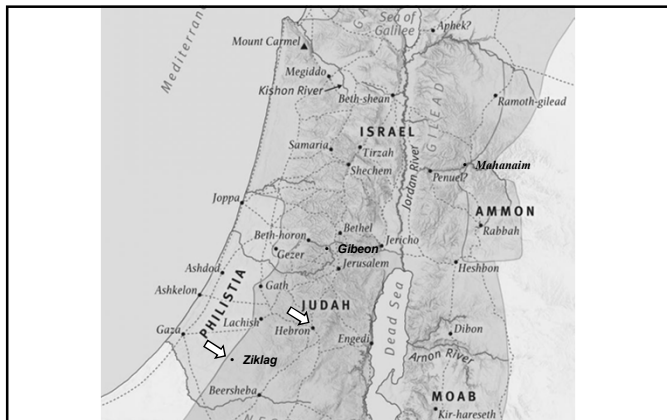 Mediterran
GA
Sea of
Galilee
Aphek?
Mount Carmel
Megiddo
Kishon River
Beth-shean
Ramoth-gilead
GILEAD
ISRAEL
Samaria
Tirzah
Shechem
Jordan River
Penuel?
Mahanaim
Joppa
AMMON
Rabbah
Bethel
Beth-horon
Gibeon
Jericho
Gezer
Jerusalem
Heshbon
Ashdod
Ashkelon
PHILISTIA
Gath
JUDAH
Dead Sea
Lachish
Hebron
Gaza
Engedi
Dibon
Arnon River
Ziklag
Beersheba
MOAB
Kir-hareseth